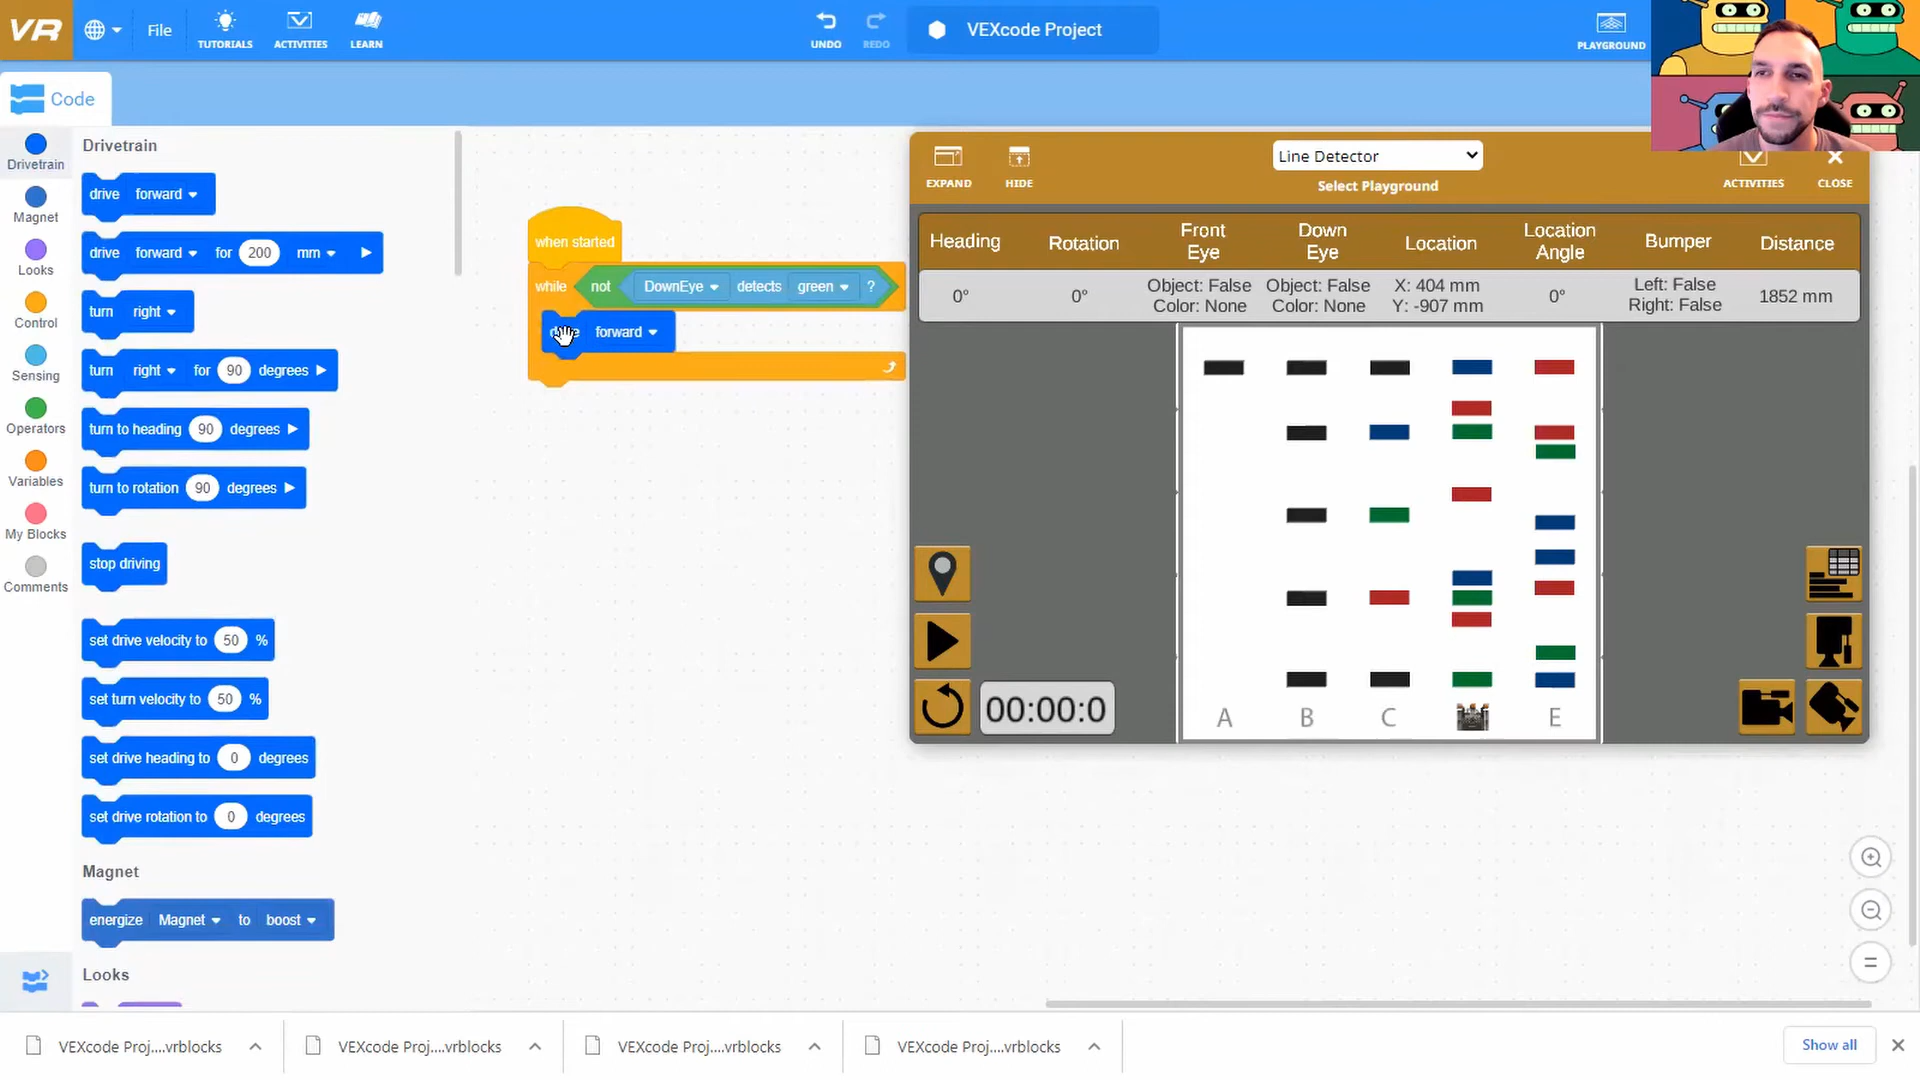 VR
File
TUTORIALS
ACTIVITIES
LEARN
UNDO
REDO
VEXcode Project
PLAYGROUND
Code
Drivetrain
Magnet
Looks
Control
Sensing
Operators
Variables
My Blocks
Comments
Drivetrain
drive forward
drive forward for 200 mm
turn right
turn right for 90 degrees
turn to heading 90 degrees
turn to rotation 90 degrees
stop driving
set drive velocity to 50 %
set turn velocity to 50 %
set drive heading to 0 degrees
set drive rotation to 0 degrees
Magnet
energize Magnet to boost
Looks
when started
while not DownEye detects green ?
forward
EXPAND
HIDE
Line Detector
Select Playground
ACTIVITIES
CLOSE
Heading Rotation Front Eye Down Eye Location Location Angle Bumper Distance
0° 0° Object: False Object: False X: 404 mm 0° Left: False 1852 mm
Color: None Color: None Y: -907 mm Right: False
00:00:0
A B C E
=
VEXcode Proj....vrblocks
VEXcode Proj....vrblocks
VEXcode Proj....vrblocks
VEXcode Proj....vrblocks
Show all